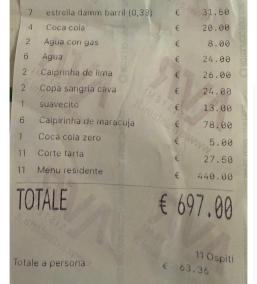 7 estrella damm barril (0,33) € 31.50
4 Coca cola € 20.00
2 Agua con gas € 8.00
6 Agua € 24.00
2 Caipirinha de lima € 26.00
2 Copa sangria cava € 24.00
1 suavecito € 13.00
6 Caipirinha de maracuja € 78.00
1 Coca cola zero € 5.00
11 Corte tarta € 27.50
11 Menu residente € 440.00
TOTALE € 697.00
11 Ospiti
Totale a persona € 63.36